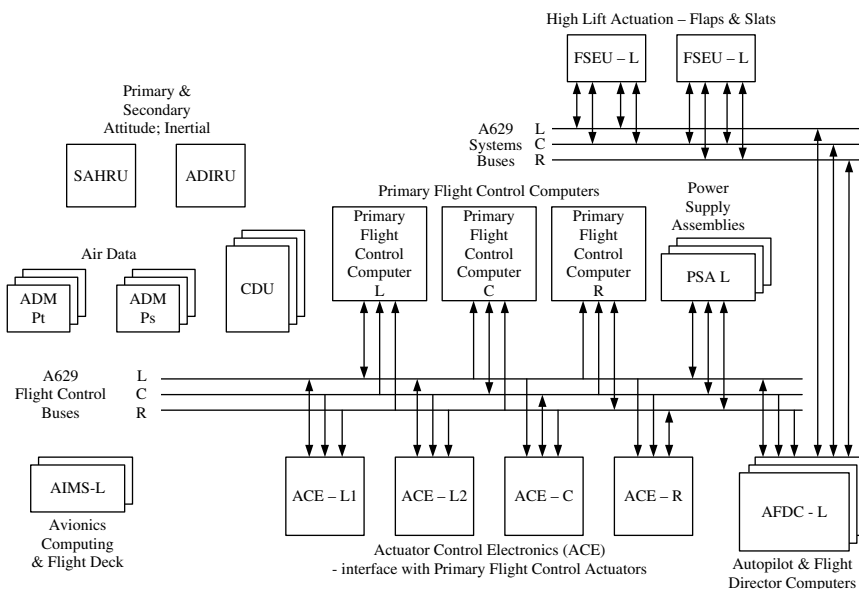 High Lift Actuation – Flaps & Slats
FSEU – L
FSEU – L
Primary &
Secondary
Attitude; Inertial
A629
Systems
Buses
L
C
R
SAHRU
ADIRU
Primary Flight Control Computers
Power
Supply
Assemblies
Primary
Flight
Control
Computer
L
Primary
Flight
Control
Computer
C
Primary
Flight
Control
Computer
R
PSA L
Air Data
ADM
Pt
ADM
Ps
CDU
A629
Flight Control
Buses
L
C
R
AIMS-L
Avionics
Computing
& Flight Deck
ACE – L1
ACE – L2
ACE – C
ACE – R
AFDC - L
Actuator Control Electronics (ACE)
- interface with Primary Flight Control Actuators
Autopilot & Flight
Director Computers